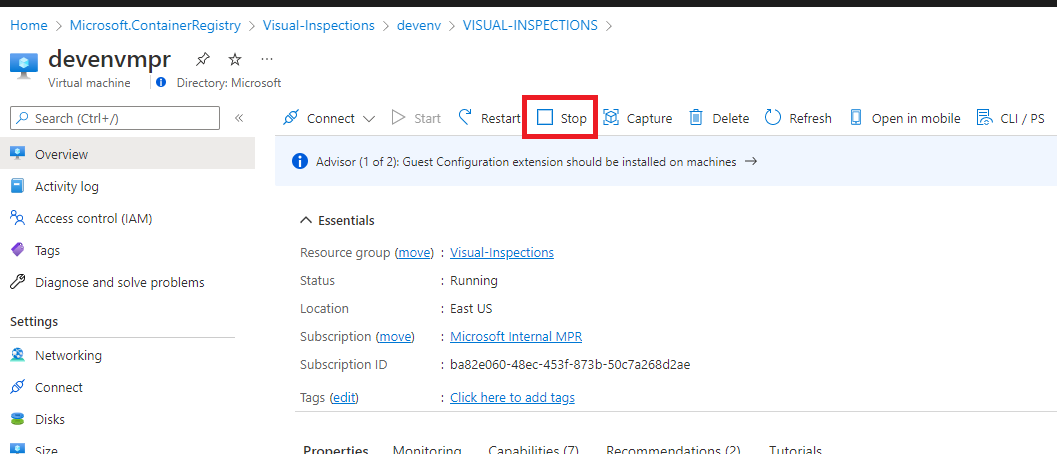 Home > Microsoft.ContainerRegistry > Visual-Inspections > devenv > VISUAL-INSPECTIONS >
devenvmpr
Virtual machine
Directory: Microsoft
Search (Ctrl+/)
«
Connect
Start
Restart
Stop
Capture
Delete
Refresh
Open in mobile
CLI / PS
Overview
Activity log
Access control (IAM)
Tags
Diagnose and solve problems
Settings
Networking
Connect
Disks
Size
Advisor (1 of 2): Guest Configuration extension should be installed on machines →
Essentials
Resource group (move) : Visual-Inspections
Status : Running
Location : East US
Subscription (move) : Microsoft Internal MPR
Subscription ID : ba82e060-48ec-453f-873b-50c7a268d2ae
Tags (edit) : Click here to add tags
Properties Monitoring Capabilities (7) Recommendations (2) Tutorials